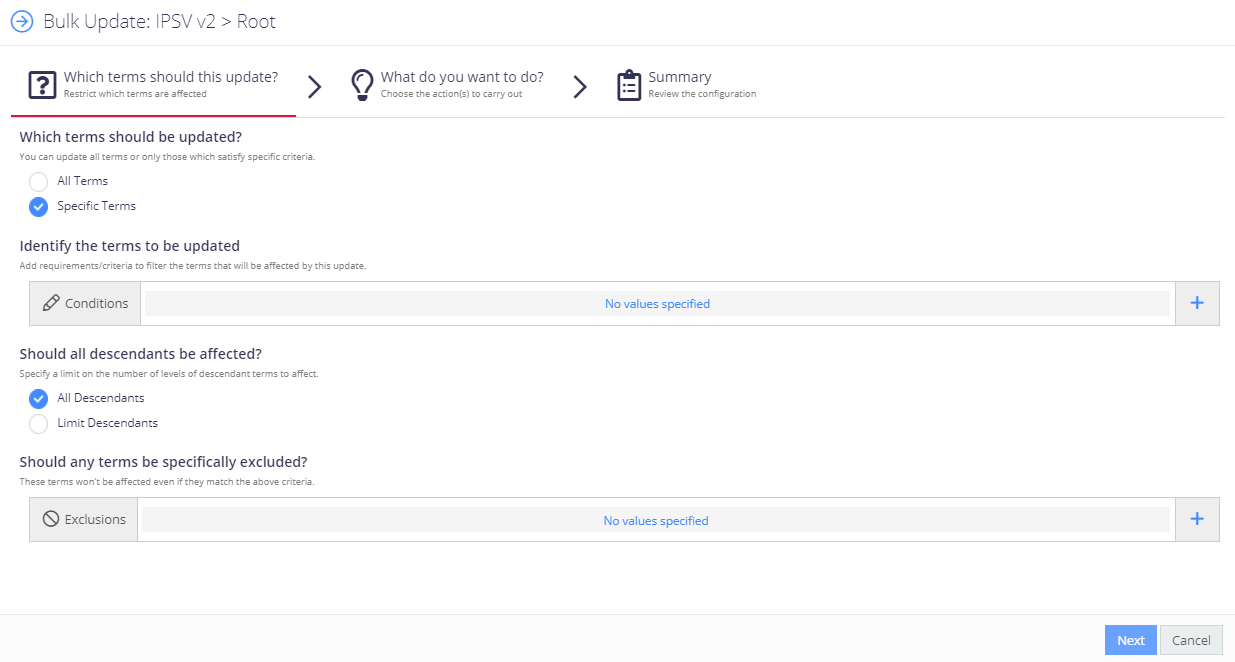 Bulk Update: IPSV v2 > Root
Which terms should this update?
Restrict which terms are affected
What do you want to do?
Choose the action(s) to carry out
Summary
Review the configuration
Which terms should be updated?
You can update all terms or only those which satisfy specific criteria.
All Terms
Specific Terms
Identify the terms to be updated
Add requirements/criteria to filter the terms that will be affected by this update.
Conditions
No values specified
Should all descendants be affected?
Specify a limit on the number of levels of descendant terms to affect.
All Descendants
Limit Descendants
Should any terms be specifically excluded?
These terms won't be affected even if they match the above criteria.
Exclusions
No values specified
Next
Cancel